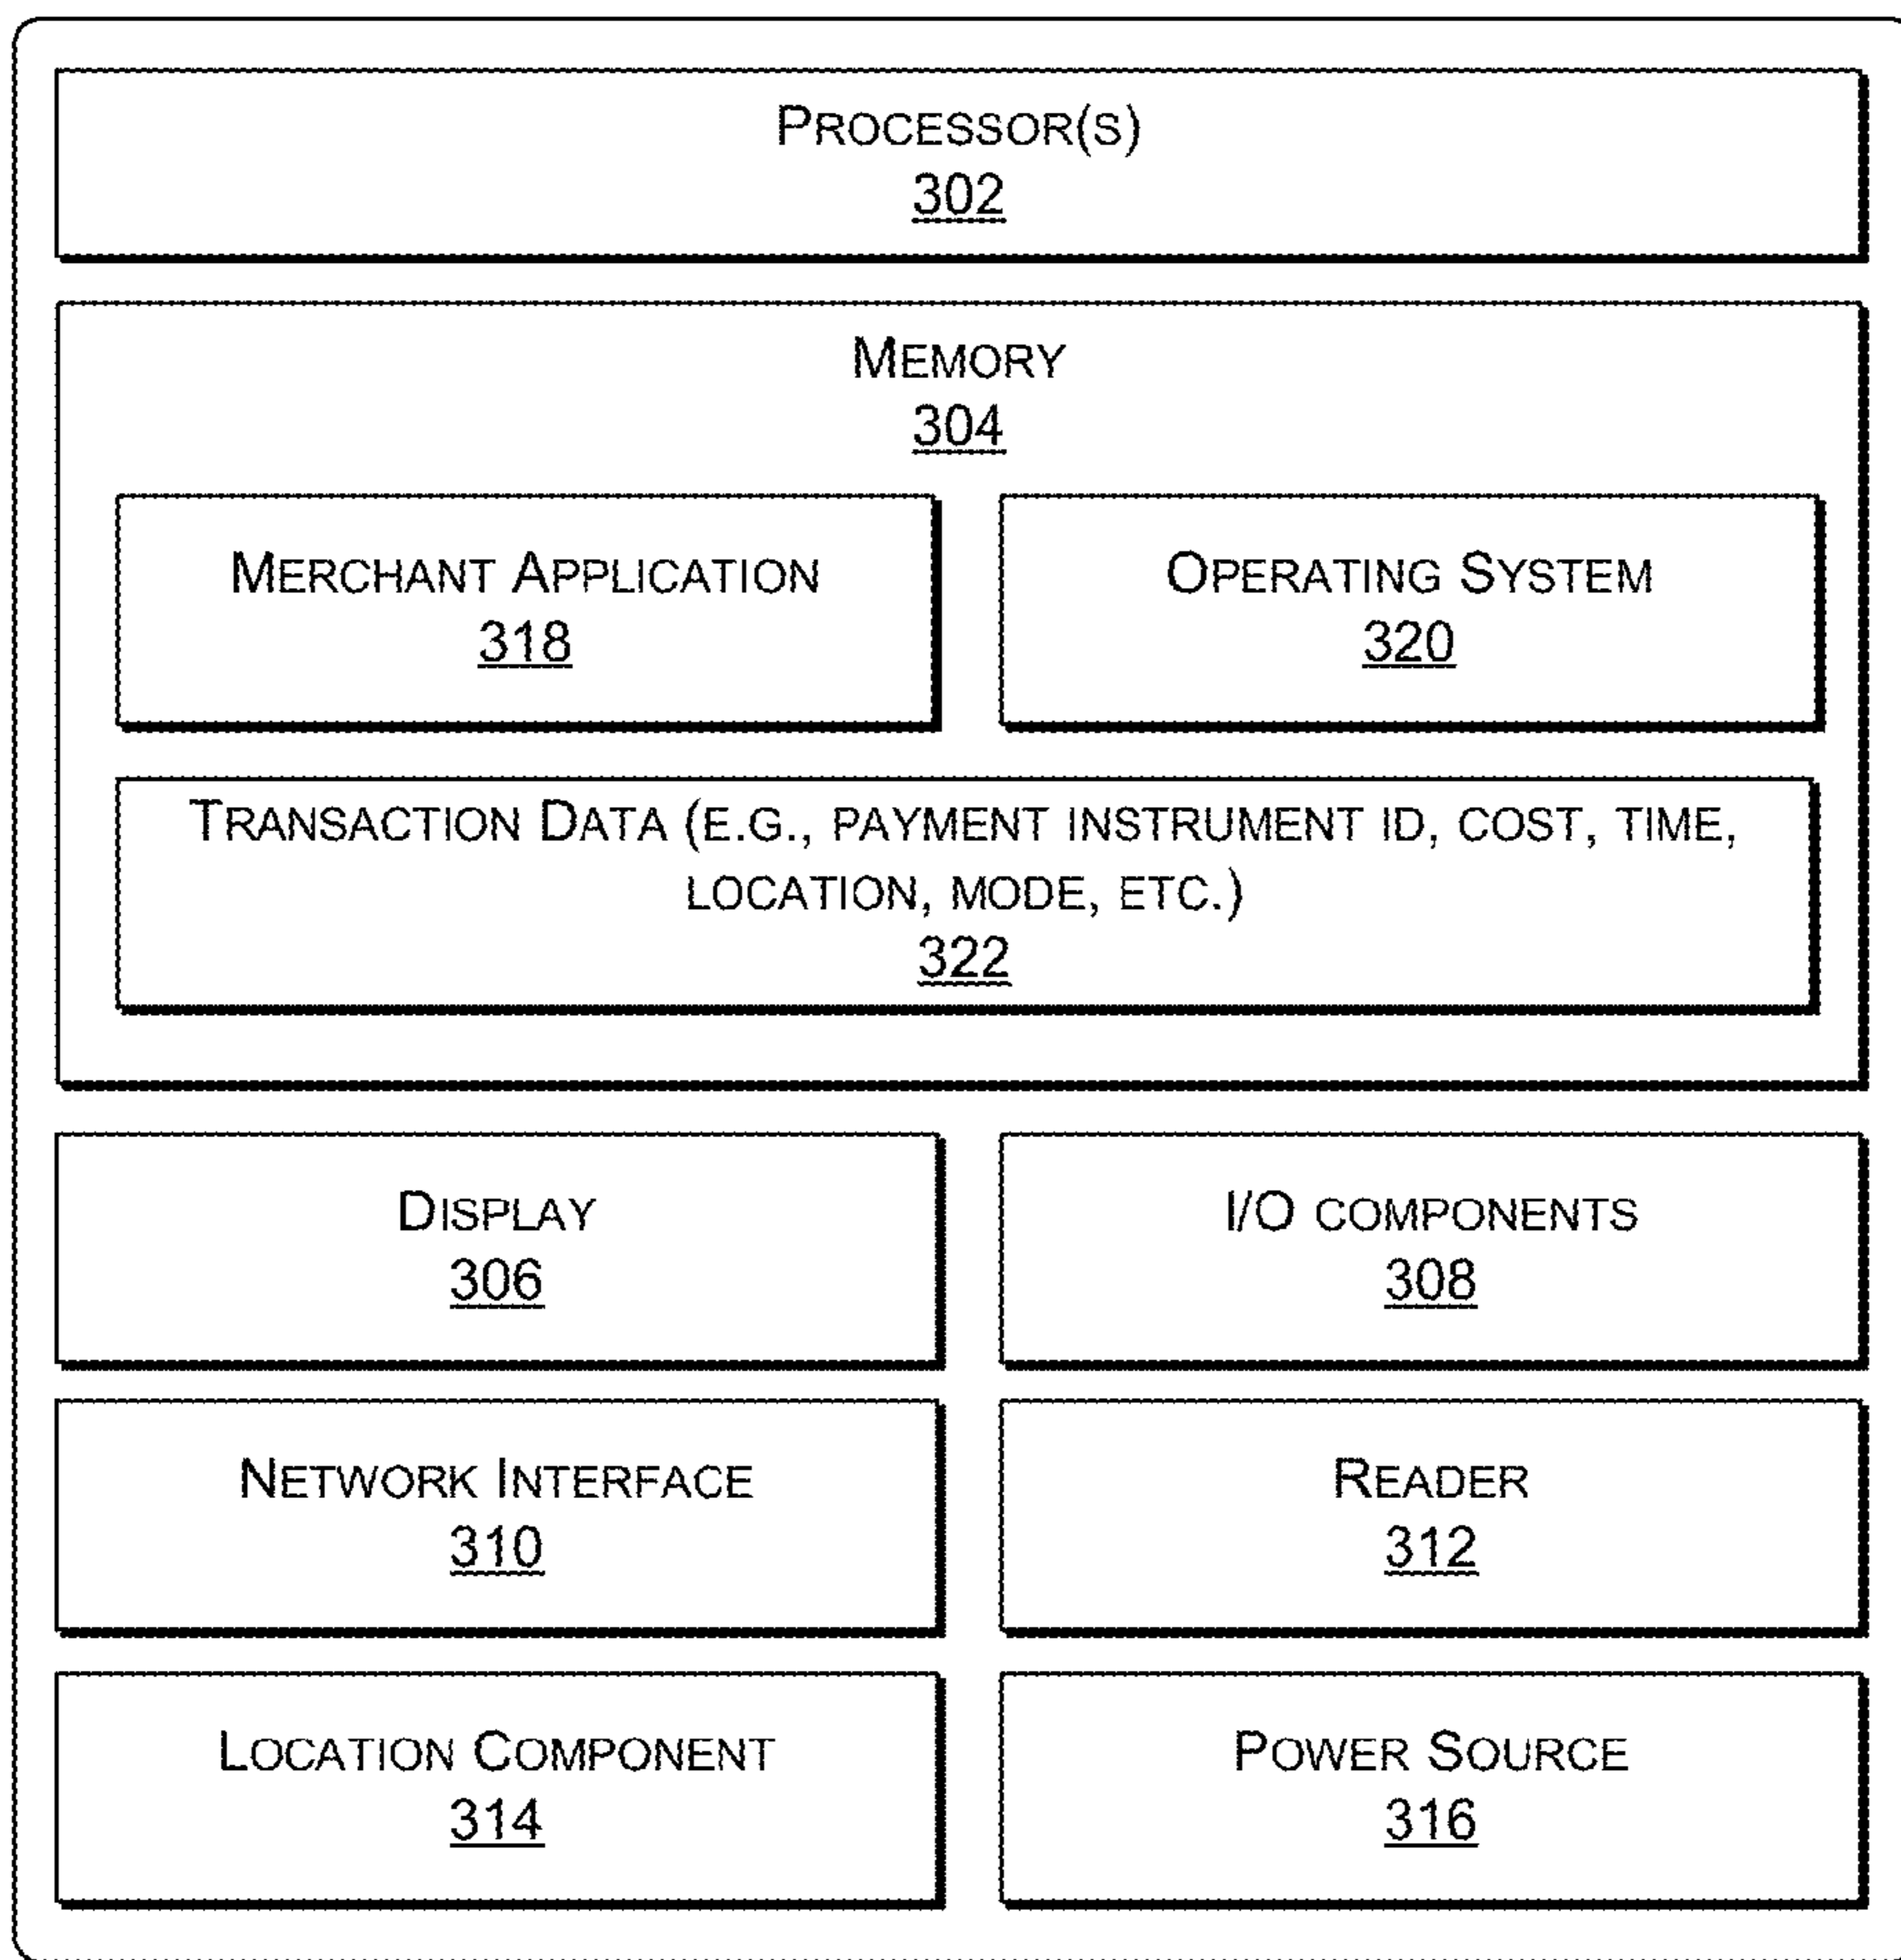 PROCESSOR(S)
302
MEMORY
304
MERCHANT APPLICATION
318
OPERATING SYSTEM
320
TRANSACTION DATA (E.G., PAYMENT INSTRUMENT ID, COST, TIME,
LOCATION, MODE, ETC.)
322
DISPLAY
306
I/O COMPONENTS
308
NETWORK INTERFACE
310
READER
312
LOCATION COMPONENT
314
POWER SOURCE
316